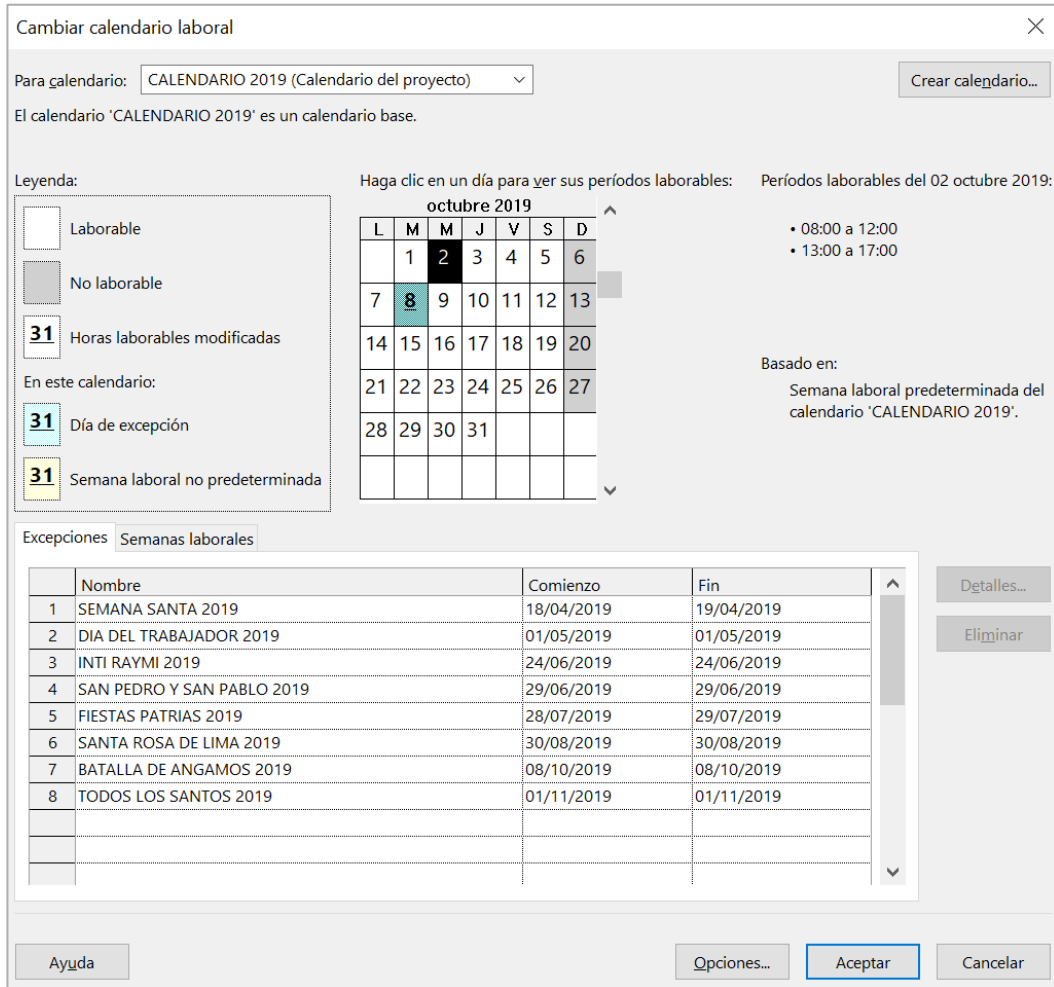 Cambiar calendario laboral
Para calendario: CALENDARIO 2019 (Calendario del proyecto)
Crear calendario...
El calendario 'CALENDARIO 2019' es un calendario base.
Leyenda:
Laborable
No laborable
31 Horas laborables modificadas
En este calendario:
31 Día de excepción
31 Semana laboral no predeterminada
Haga clic en un día para ver sus períodos laborables:
octubre 2019
L M M J V S D
1 2 3 4 5 6
7 8 9 10 11 12 13
14 15 16 17 18 19 20
21 22 23 24 25 26 27
28 29 30 31
Períodos laborables del 02 octubre 2019:
• 08:00 a 12:00
• 13:00 a 17:00
Basado en:
Semana laboral predeterminada del
calendario 'CALENDARIO 2019'.
Excepciones Semanas laborales
Nombre Comienzo Fin
1 SEMANA SANTA 2019 18/04/2019 19/04/2019
2 DIA DEL TRABAJADOR 2019 01/05/2019 01/05/2019
3 INTI RAYMI 2019 24/06/2019 24/06/2019
4 SAN PEDRO Y SAN PABLO 2019 29/06/2019 29/06/2019
5 FIESTAS PATRIAS 2019 28/07/2019 29/07/2019
6 SANTA ROSA DE LIMA 2019 30/08/2019 30/08/2019
7 BATALLA DE ANGAMOS 2019 08/10/2019 08/10/2019
8 TODOS LOS SANTOS 2019 01/11/2019 01/11/2019
Detalles...
Eliminar
Ayuda Opciones... Aceptar Cancelar